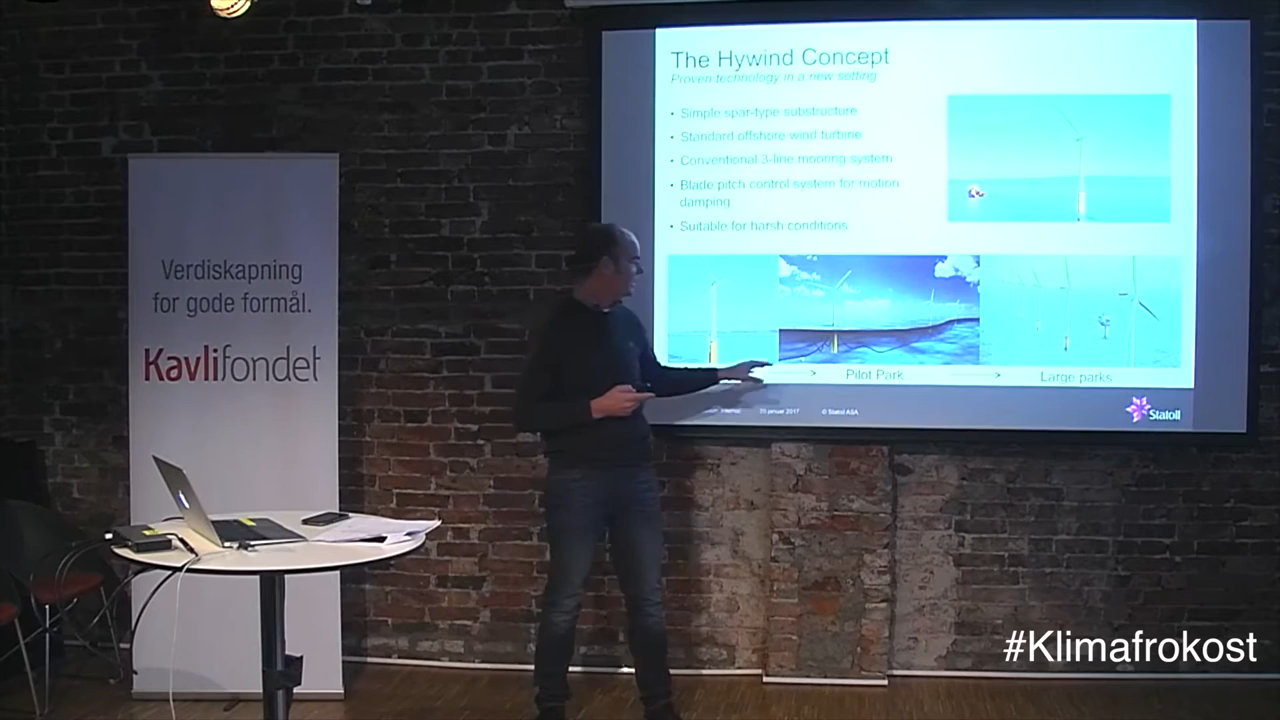 The Hywind Concept
Proven technology in a new setting
• Simple spar-type substructure
• Standard offshore wind turbine
• Conventional 3-line mooring system
• Blade pitch control system for motion
damping
• Suitable for harsh conditions
Pilot Park
Large parks
2017
© Statoil ASA
Statoil
Verdiskapning
for gode formål.
Kavlifondet
#Klimafrokost